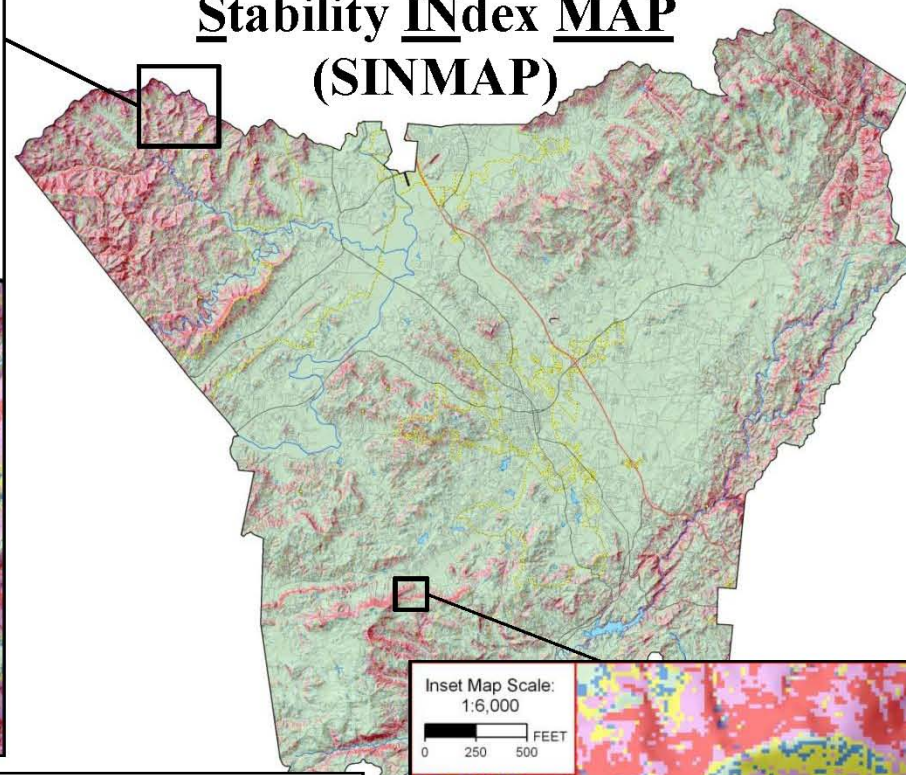 Stability INdex MAP
(SINMAP)
Inset Map Scale:
1:6,000
FEET
0 250 500